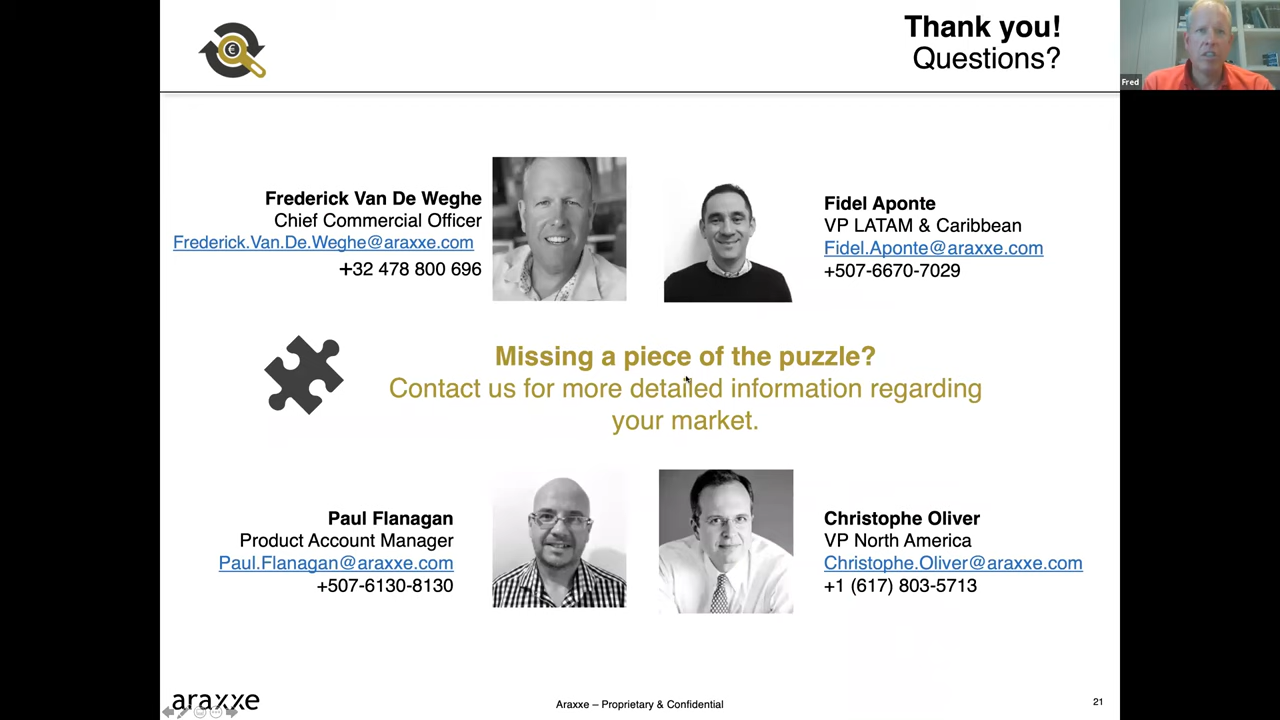 Thank you!
Questions?
Fred
Frederick Van De Weghe
Chief Commercial Officer
Frederick.Van.De.Weghe@araxxe.com
+32 478 800 696
Fidel Aponte
VP LATAM & Caribbean
Fidel.Aponte@araxxe.com
+507-6670-7029
Missing a piece of the puzzle?
Contact us for more detailed information regarding
your market.
Paul Flanagan
Product Account Manager
Paul.Flanagan@araxxe.com
+507-6130-8130
Christophe Oliver
VP North America
Christophe.Oliver@araxxe.com
+1 (617) 803-5713
araxxe
Araxxe – Proprietary & Confidential
21